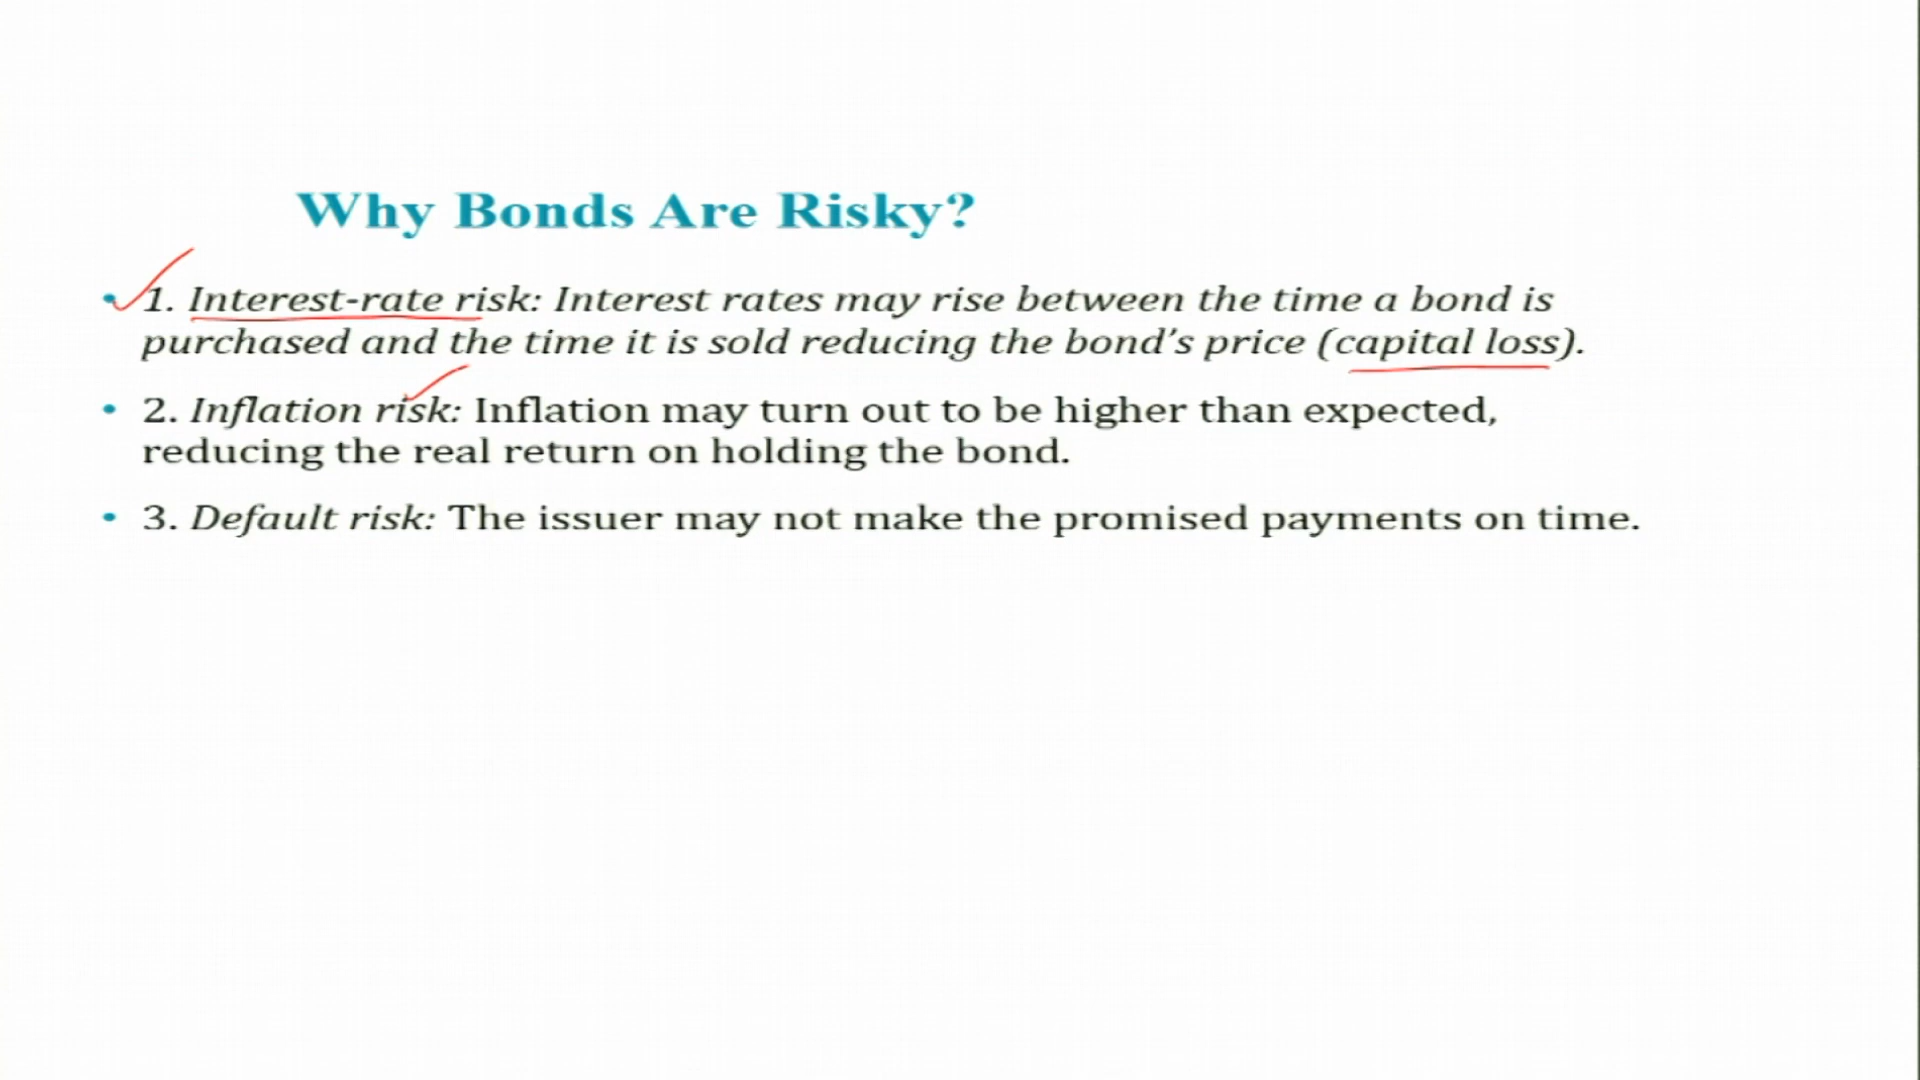 Why Bonds Are Risky?
• 1. Interest-rate risk: Interest rates may rise between the time a bond is
purchased and the time it is sold reducing the bond’s price (capital loss).
• 2. Inflation risk: Inflation may turn out to be higher than expected,
reducing the real return on holding the bond.
• 3. Default risk: The issuer may not make the promised payments on time.